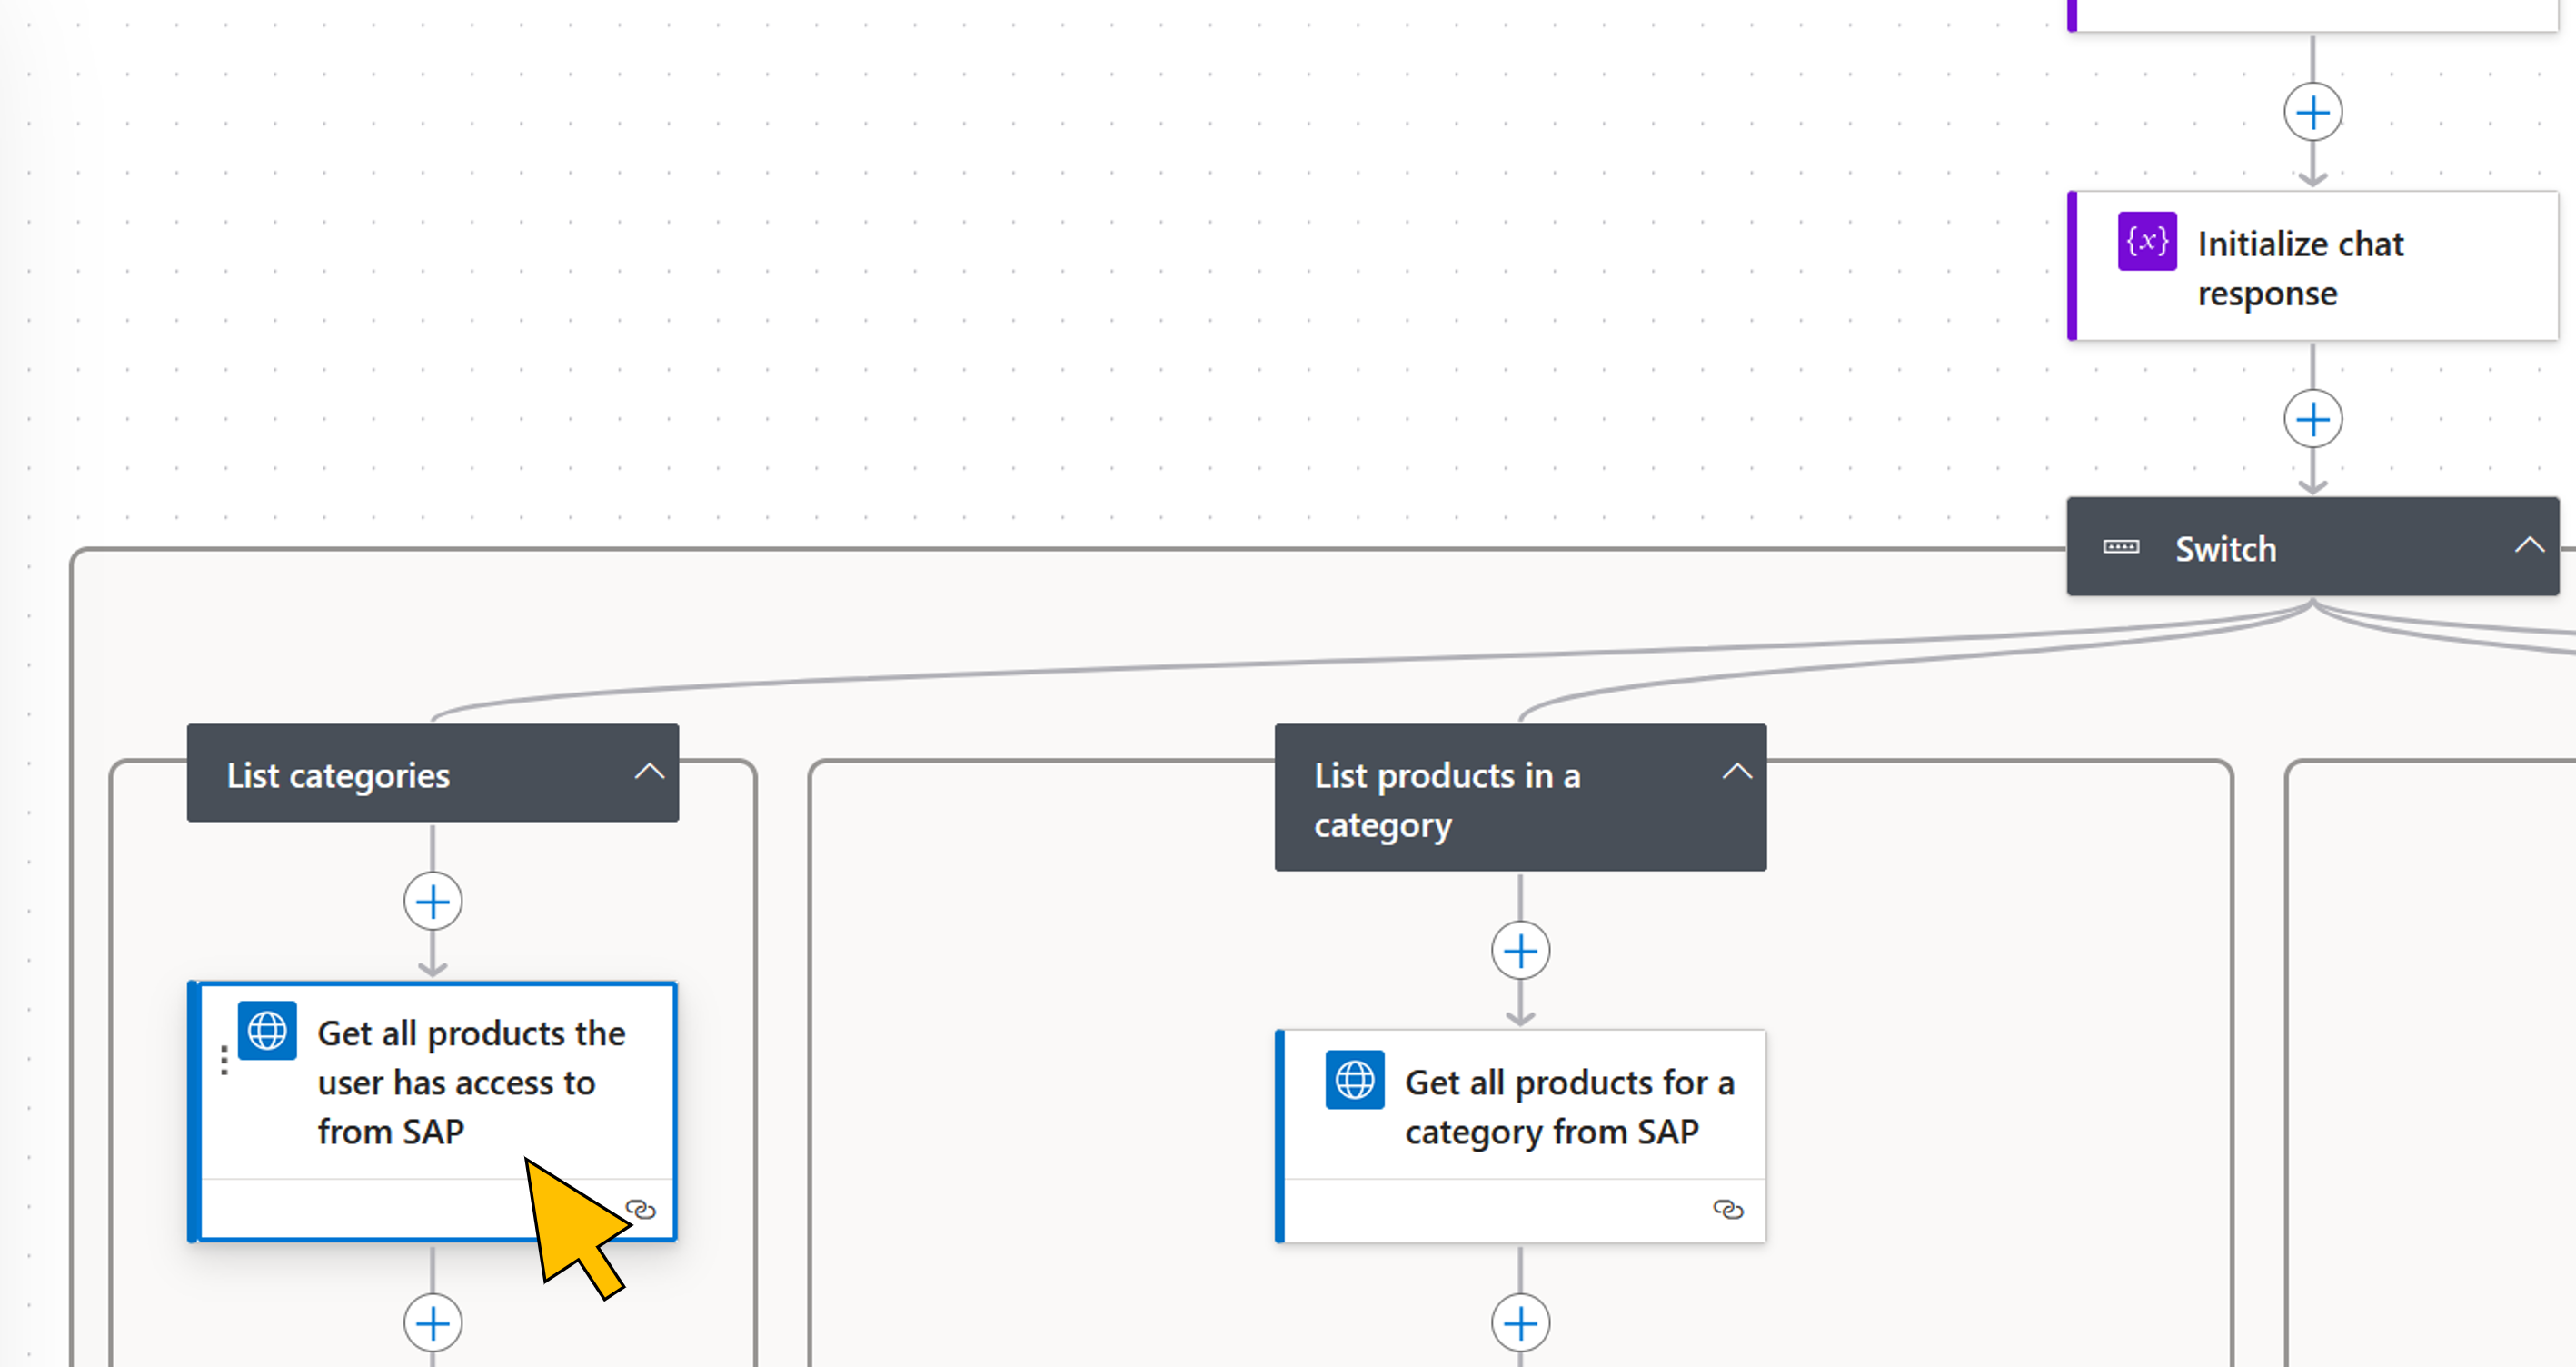 {x}
Initialize chat
response
Switch
List categories
List products in a
category
Get all products the
user has access to
from SAP
Get all products for a
category from SAP